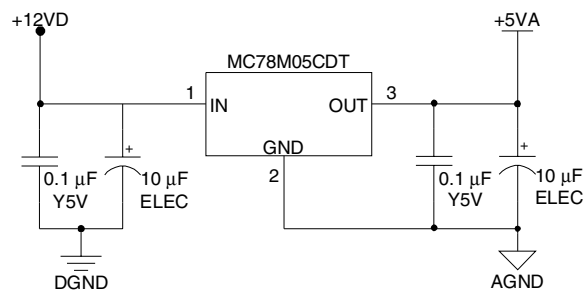 +12VD
+5VA
MC78M05CDT
1
IN
OUT
3
GND
2
+
0.1 µF
Y5V
+
10 µF
ELEC
0.1 µF
Y5V
+
10 µF
ELEC
DGND
AGND